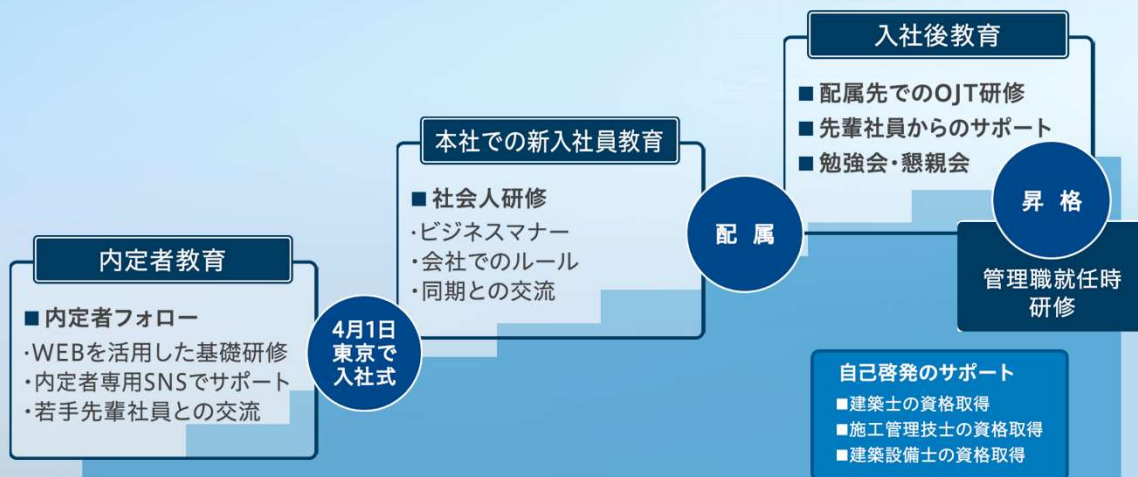 内定者教育
■内定者フォロー
・WEBを活用した基礎研修
・内定者専用SNSでサポート
・若手先輩社員との交流
4月1日
東京で
入社式
本社での新入社員教育
■社会人研修
・ビジネスマナー
・会社でのルール
・同期との交流
配属
入社後教育
■配属先でのOJT研修
■先輩社員からのサポート
■勉強会・懇親会
昇格
管理職就任時
研修
自己啓発のサポート
■建築士の資格取得
■施工管理技士の資格取得
■建築設備士の資格取得